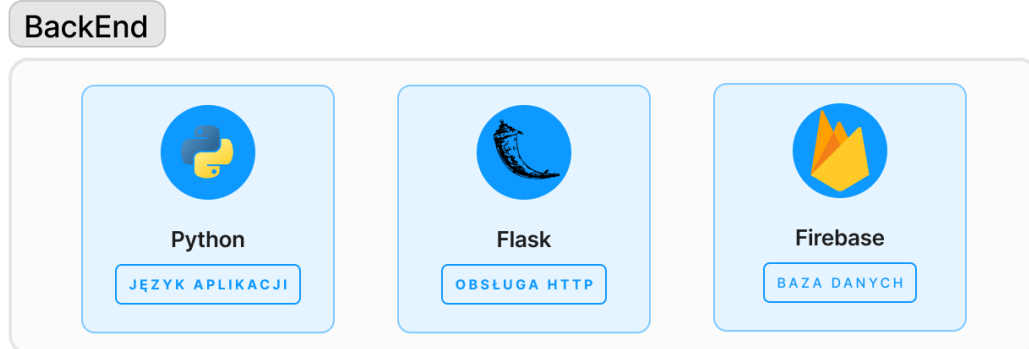 BackEnd
Python
JĘZYK APLIKACJI
Flask
OBSŁUGA HTTP
Firebase
BAZA DANYCH